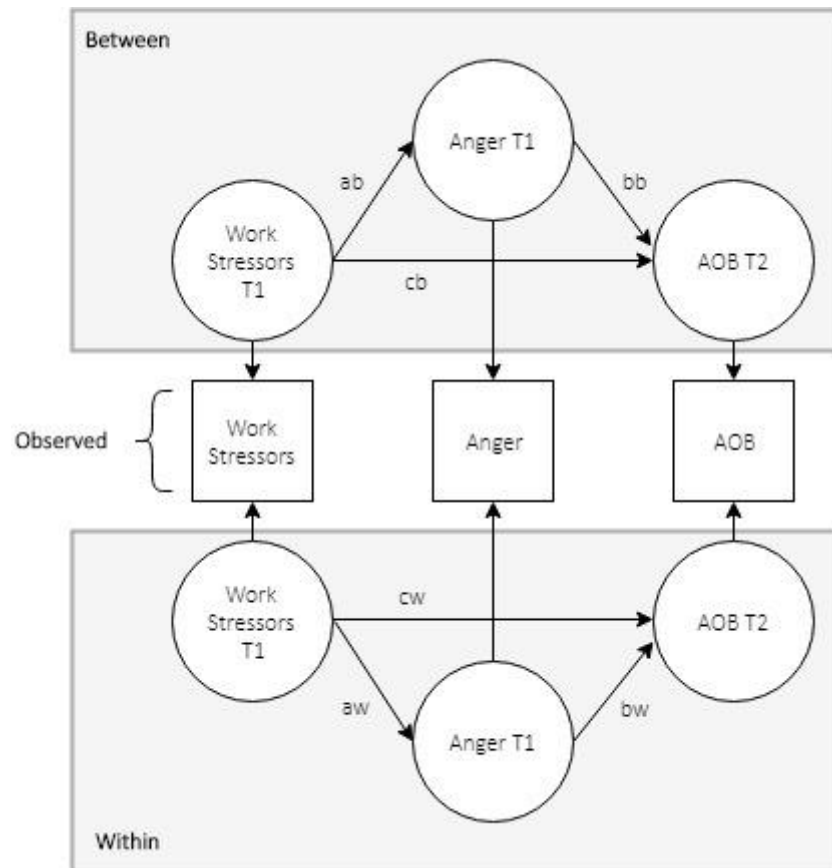 Between
Anger T1
ab
bb
Work
Stressors
T1
AOB T2
cb
Observed
Work
Stressors
Anger
AOB
Work
Stressors
T1
cw
AOB T2
aw
bw
Anger T1
Within